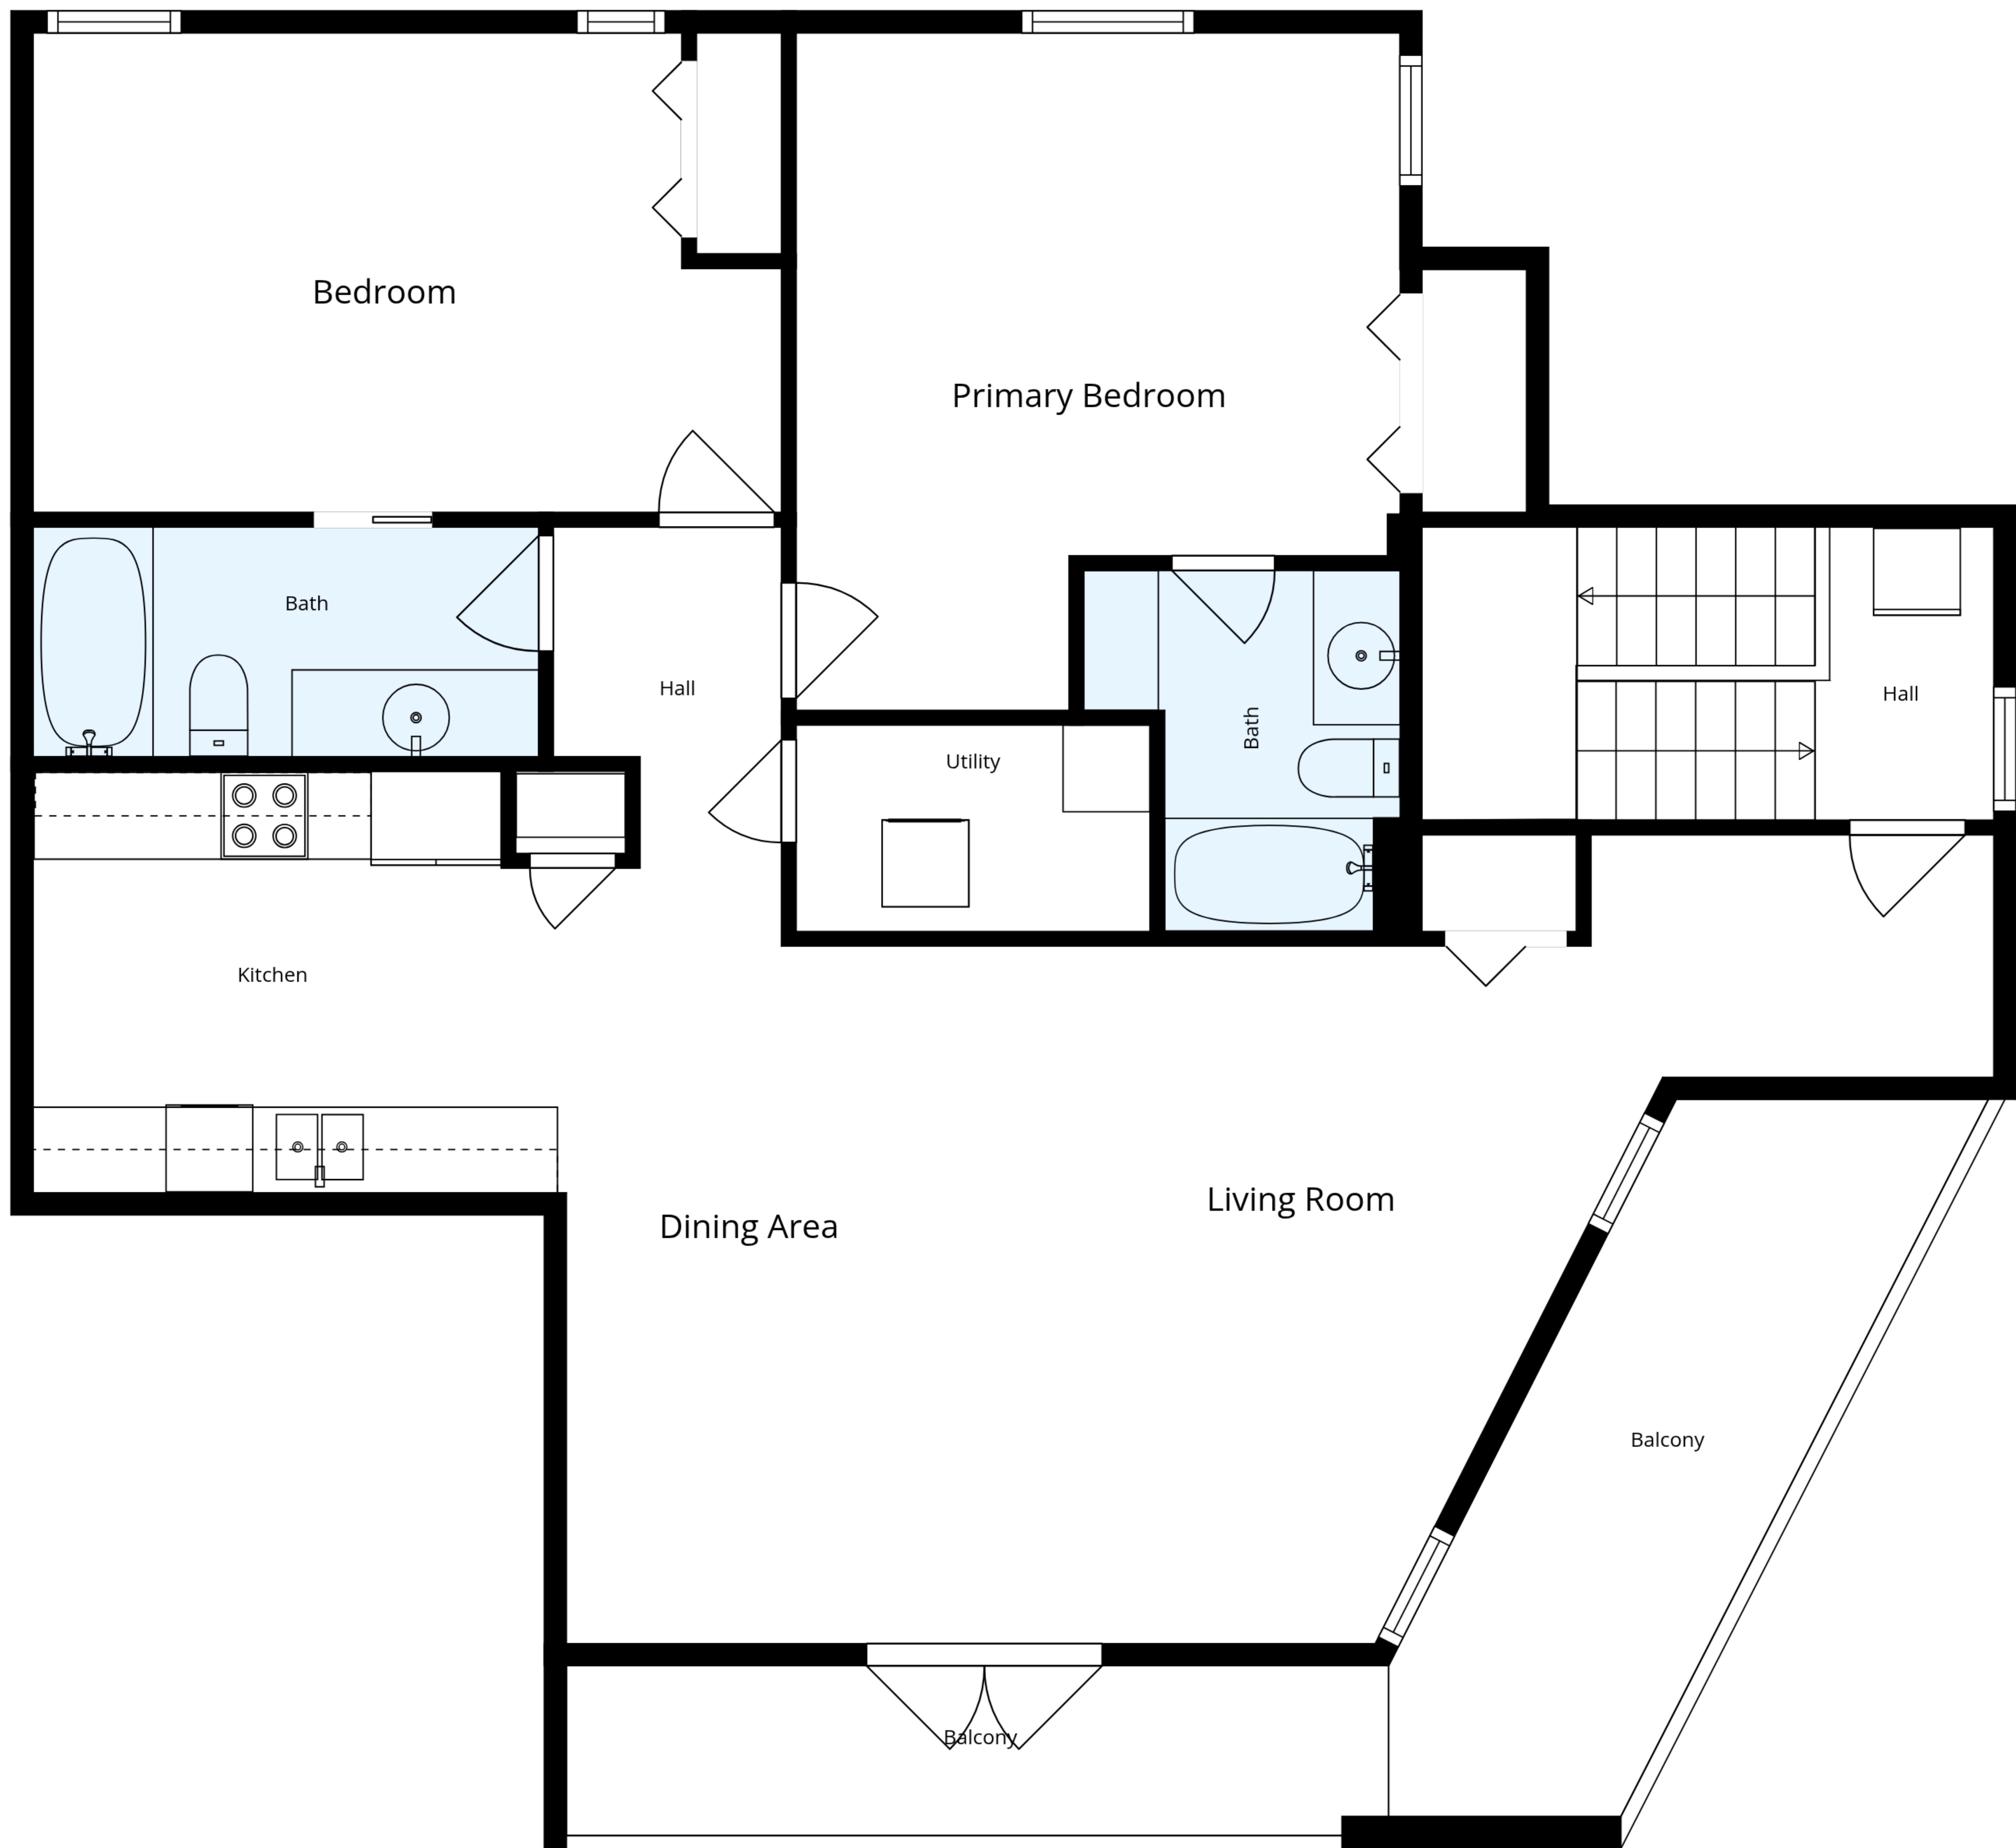 Bedroom
Primary Bedroom
Bath
Hall
Hall
Bath
Utility
Kitchen
Living Room
Dining Area
Balcony
Balcony